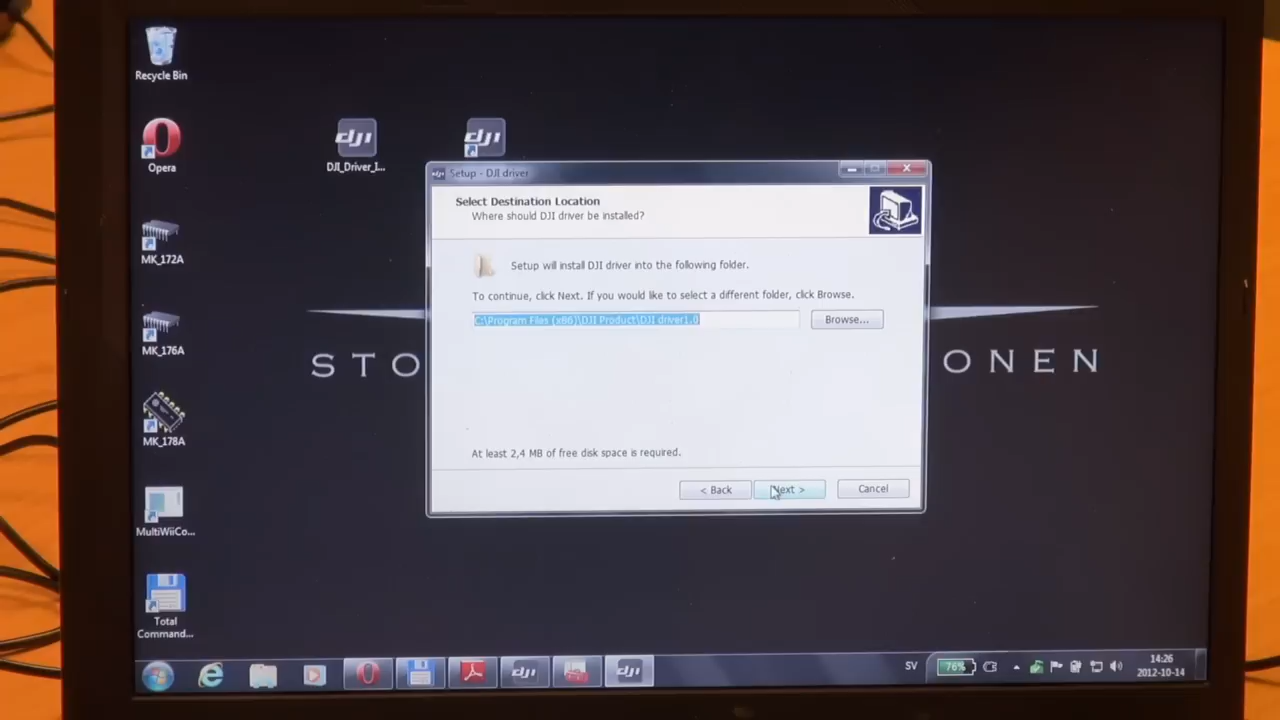 Recycle Bin
Opera
MK_172A
MK_176A
MK_178A
MultiWiiCo...
Total
Command...
dji
DJI_Driver_I...
dji
Setup - DJI driver
Select Destination Location
Where should DJI driver be installed?
Setup will install DJI driver into the following folder.
To continue, click Next. If you would like to select a different folder, click Browse.
C:\Program Files (x86)\DJI Product\DJI driver1.0
Browse...
At least 2,4 MB of free disk space is required.
< Back
Next >
Cancel
STO
ONEN
dji
dji
SV
76%
14:26
2012-10-14